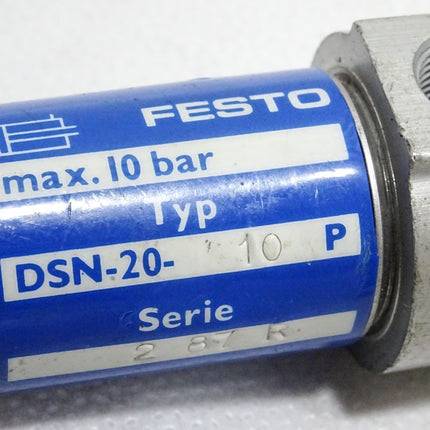 FESTO
max. 10 bar
Typ
DSN-20- 10 P
Serie
2 87 R